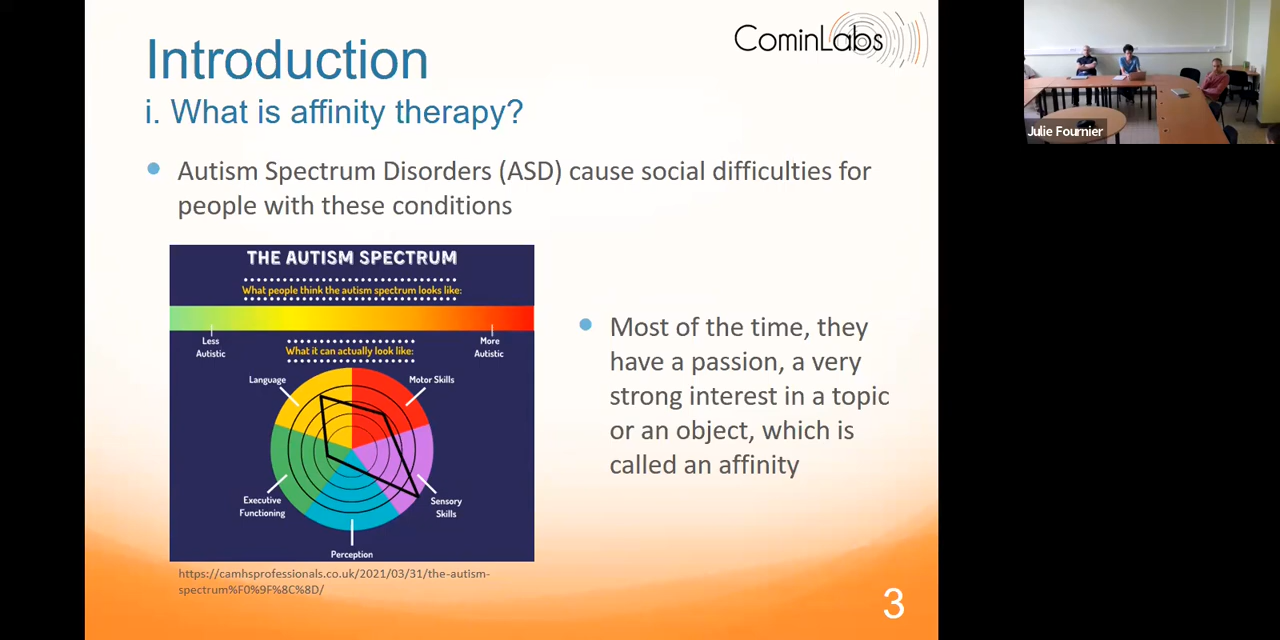 Introduction
CominLabs
i. What is affinity therapy?
Autism Spectrum Disorders (ASD) cause social difficulties for
people with these conditions
THE AUTISM SPECTRUM
What people think the autism spectrum looks like:
Less
Autistic
More
Autistic
What it can actually look like:
Language
Motor Skills
Executive
Functioning
Sensory
Skills
Perception
Most of the time, they
have a passion, a very
strong interest in a topic
or an object, which is
called an affinity
https://camhsprofessionals.co.uk/2021/03/31/the-autism-
spectrum%F0%9F%8C%8D/
3
Julie Fournier